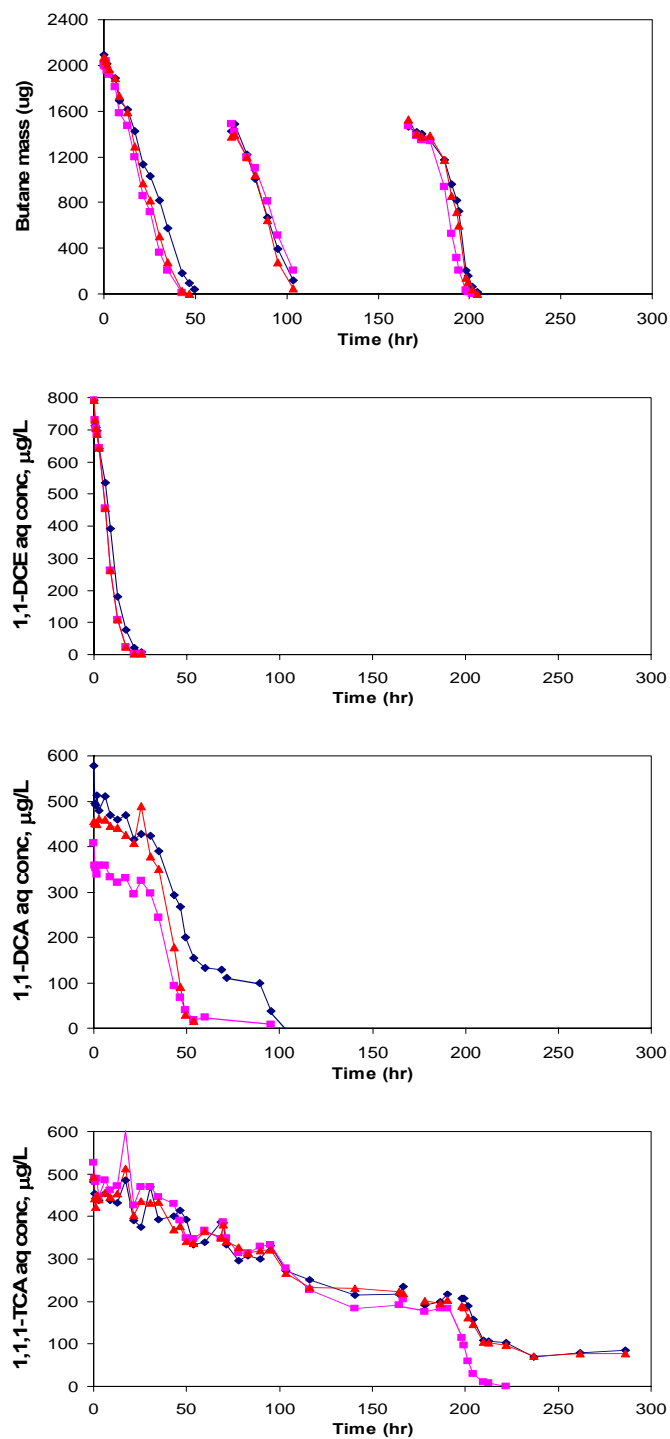 Butane mass (ug)
2400
2000
1600
1200
800
400
0
0 50 100 150 200 250 300
Time (hr)
1,1-DCE aq conc, μg/L
800
700
600
500
400
300
200
100
0
0 50 100 150 200 250 300
Time (hr)
1,1-DCA aq conc, μg/L
600
500
400
300
200
100
0
0 50 100 150 200 250 300
Time (hr)
1,1,1-TCA aq conc, μg/L
600
500
400
300
200
100
0
0 50 100 150 200 250 300
Time (hr)